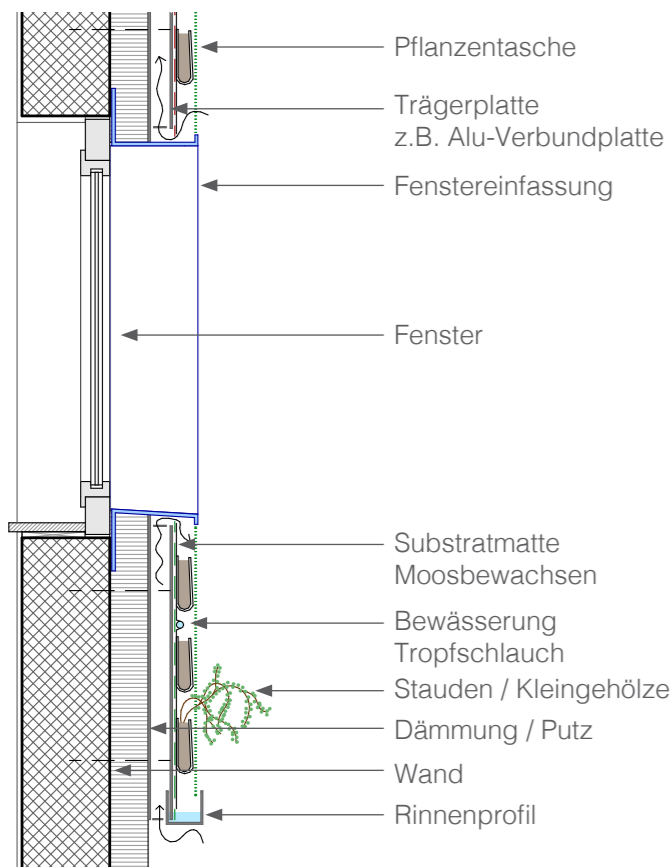 Pflanzentasche
Trägerplatte
z.B. Alu-Verbundplatte
Fenstereinfassung
Fenster
Substratmatte
Moosbewachsen
Bewässerung
Tropfschlauch
Stauden / Kleingehölze
Dämmung / Putz
Wand
Rinnenprofil